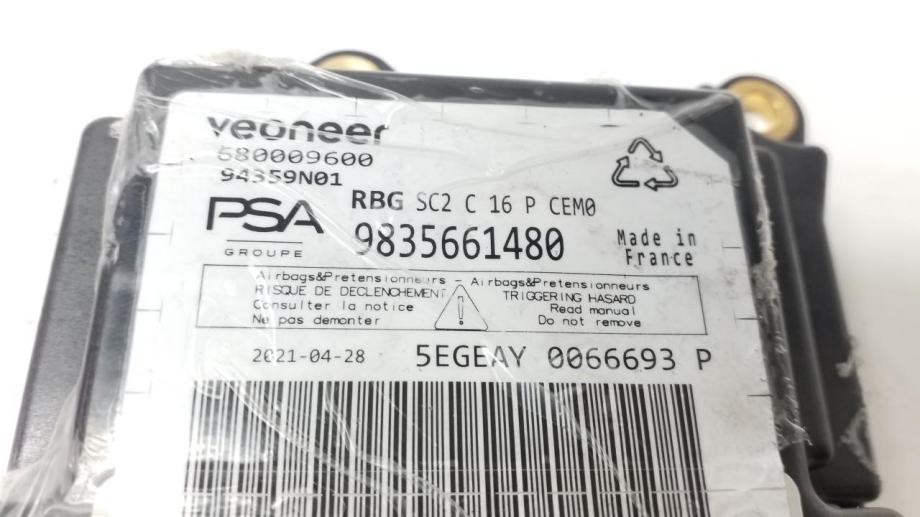 veoneer
680009600
94359N01
RBG SC2 C 16 P CEM0
PSA
GROUPE
9835661480
Made in
France
Airbags&Pretensionneurs - Airbags&Pretensionneurs
RISQUE DE DECLENCHEMENT
Consulter la notice
Ne pas demonter
TRIGGERING HASARD
Read manual
Do not remove
2021-04-28 5EGEAY 0066693 P